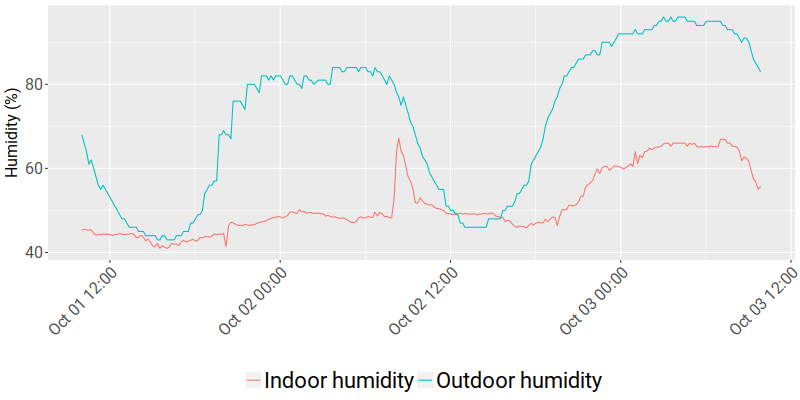 Humidity (%)
80
60
40
Oct 01 12:00
Oct 02 00:00
Oct 02 12:00
Oct 03 00:00
Oct 03 12:00
Indoor humidity Outdoor humidity